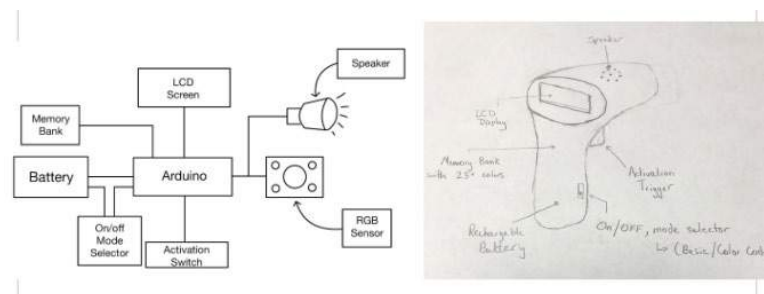 Speaker
LCD
Screen
Memory
Bank
Battery
Arduino
On/off
Mode
Selector
Activation
Switch
RGB
Sensor
Speaker
LCD
Display
Memory Bank
with 25+ colors
Activation
Trigger
Rechargeable
Battery
On/OFF, mode selector
↳ (Basic/Color